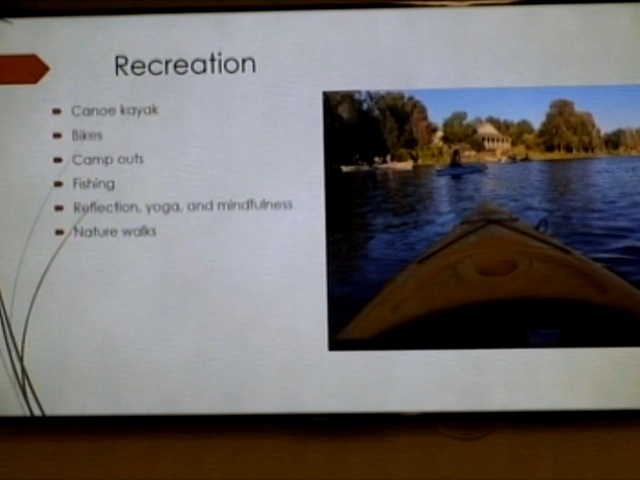 Recreation
Canoe kayak
Bikes
Camp outs
Fishing
Reflection, yoga, and mindfulness
Nature walks